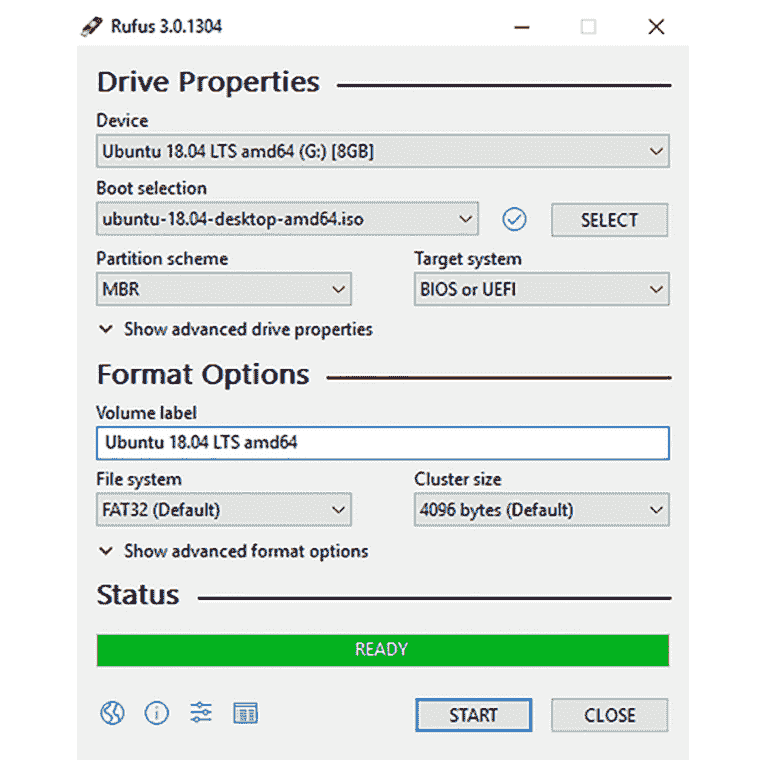 Rufus 3.0.1304
Drive Properties
Device
Ubuntu 18.04 LTS amd64 (G:) [8GB]
Boot selection
ubuntu-18.04-desktop-amd64.iso
SELECT
Partition scheme
Target system
MBR
BIOS or UEFI
Show advanced drive properties
Format Options
Volume label
Ubuntu 18.04 LTS amd64
File system
Cluster size
FAT32 (Default)
4096 bytes (Default)
Show advanced format options
Status
READY
START
CLOSE